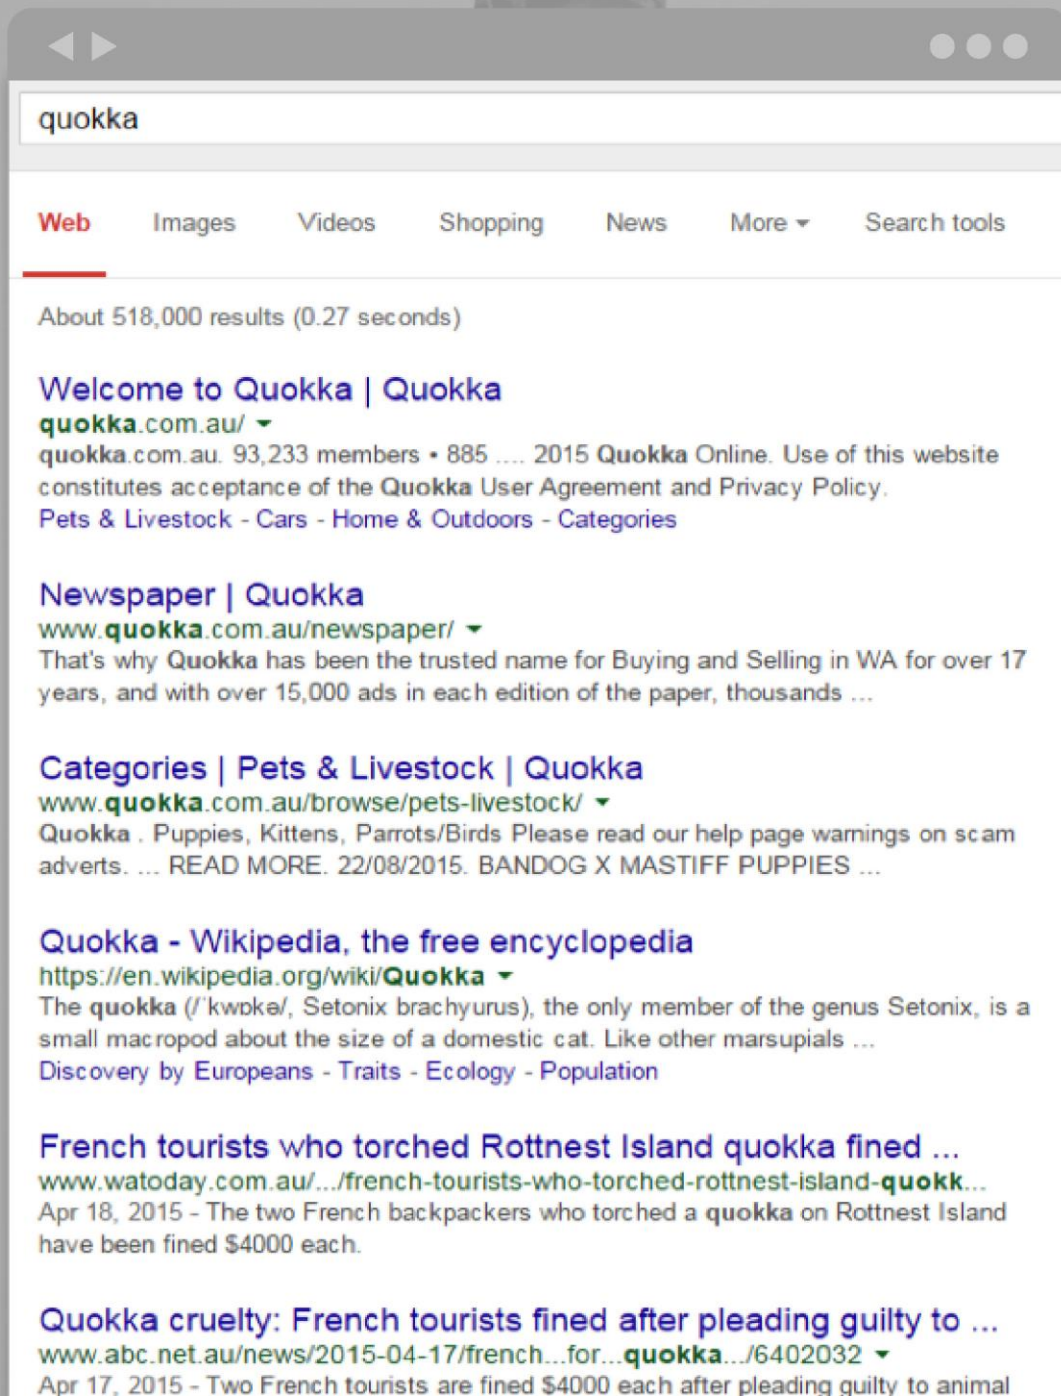 quokka
Web Images Videos Shopping News More Search tools
About 518,000 results (0.27 seconds)
Welcome to Quokka | Quokka
quokka.com.au/
quokka.com.au. 93,233 members • 885 .... 2015 Quokka Online. Use of this website
constitutes acceptance of the Quokka User Agreement and Privacy Policy.
Pets & Livestock - Cars - Home & Outdoors - Categories
Newspaper | Quokka
www.quokka.com.au/newspaper/
That's why Quokka has been the trusted name for Buying and Selling in WA for over 17
years, and with over 15,000 ads in each edition of the paper, thousands ...
Categories | Pets & Livestock | Quokka
www.quokka.com.au/browse/pets-livestock/
Quokka . Puppies, Kittens, Parrots/Birds Please read our help page warnings on scam
adverts. ... READ MORE. 22/08/2015. BANDOG X MASTIFF PUPPIES ...
Quokka - Wikipedia, the free encyclopedia
https://en.wikipedia.org/wiki/Quokka
The quokka (/ˈkwɒkə/, Setonix brachyurus), the only member of the genus Setonix, is a
small macropod about the size of a domestic cat. Like other marsupials ...
Discovery by Europeans - Traits - Ecology - Population
French tourists who torched Rottnest Island quokka fined ...
www.watoday.com.au/.../french-tourists-who-torched-rottnest-island-quokk...
Apr 18, 2015 - The two French backpackers who torched a quokka on Rottnest Island
have been fined $4000 each.
Quokka cruelty: French tourists fined after pleading guilty to ...
www.abc.net.au/news/2015-04-17/french...for...quokka.../6402032
Apr 17, 2015 - Two French tourists are fined $4000 each after pleading guilty to animal